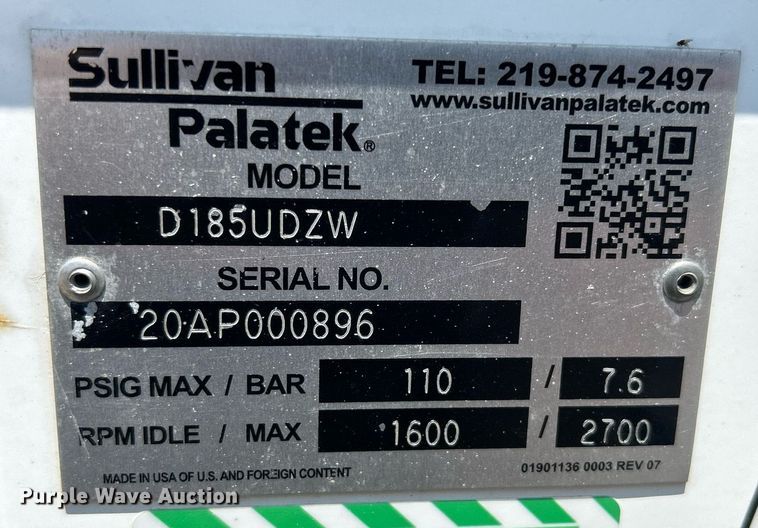 Sullivan
Palatek®
TEL: 219-874-2497
www.sullivanpalatek.com
MODEL
D185UDZW
SERIAL NO.
20AP000896
PSIG MAX / BAR 110 / 7.6
RPM IDLE / MAX 1600 / 2700
MADE IN USA OF U.S. AND FOREIGN CONTENT
01901136 0003 REV 07
Purple Wave Auction